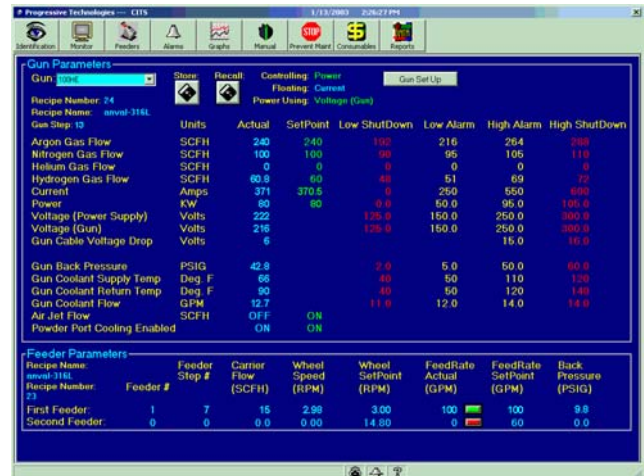 Progressive Technologies --- CITS 1/13/2003 2:26:27 PM
Identification Monitor Feeders Alarms Graphs Manual Prevent Maint Consumables Reports
STOP
Gun Parameters
Gun: 100HE Store: Recall: Controlling: Power Gun Set Up
Floating: Current
Recipe Number: 24 Power Using: Voltage (Gun)
Recipe Name: anval-316L
Gun Step: 13 Units Actual SetPoint Low ShutDown Low Alarm High Alarm High ShutDown
Argon Gas Flow SCFH 240 240 192 216 264 288
Nitrogen Gas Flow SCFH 100 100 90 95 105 110
Helium Gas Flow SCFH 0 0 0 0 0 0
Hydrogen Gas Flow SCFH 60.8 60 48 51 69 72
Current Amps 371 370.5 0 250 550 600
Power KW 80 80 0.0 50.0 95.0 105.0
Voltage (Power Supply) Volts 222 125.0 150.0 250.0 300.0
Voltage (Gun) Volts 216 125.0 150.0 250.0 300.0
Gun Cable Voltage Drop Volts 6 15.0 16.0
Gun Back Pressure PSIG 42.8 2.0 5.0 50.0 60.0
Gun Coolant Supply Temp Deg. F 66 40 50 110 120
Gun Coolant Return Temp Deg. F 90 40 50 120 140
Gun Coolant Flow GPM 12.7 11.0 12.0 14.0 14.0
Air Jet Flow SCFH OFF ON
Powder Port Cooling Enabled ON ON
Feeder Parameters
Recipe Name: Feeder Carrier Wheel Wheel FeedRate FeedRate Back
anval-316L Step # Flow Speed SetPoint Actual SetPoint Pressure
Recipe Number: Feeder # (SCFH) (RPM) (RPM) (GPM) (GPM) (PSIG)
23
First Feeder: 1 7 15 2.98 3.00 100 100 9.8
Second Feeder: 0 0 0.0 0.00 14.80 0 60 0.0